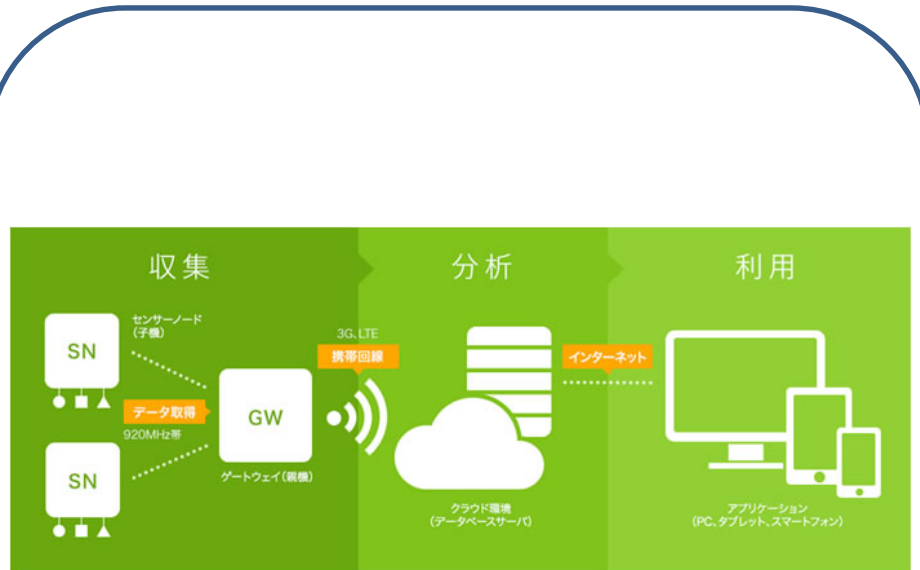 収集
分析
利用
センサーノード
(子機)
SN
データ取得
920MHz帯
SN
GW
ゲートウェイ(親機)
3G、LTE
携帯回線
クラウド環境
(データベースサーバ)
インターネット
アプリケーション
(PC、タブレット、スマートフォン)